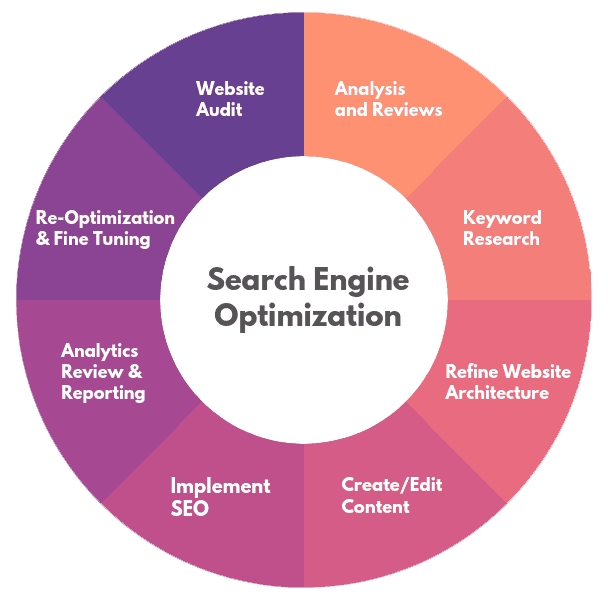 Website
Audit
Analysis
and Reviews
Keyword
Research
Refine Website
Architecture
Create/Edit
Content
Implement
SEO
Analytics
Review &
Reporting
Re-Optimization
& Fine Tuning
Search Engine
Optimization